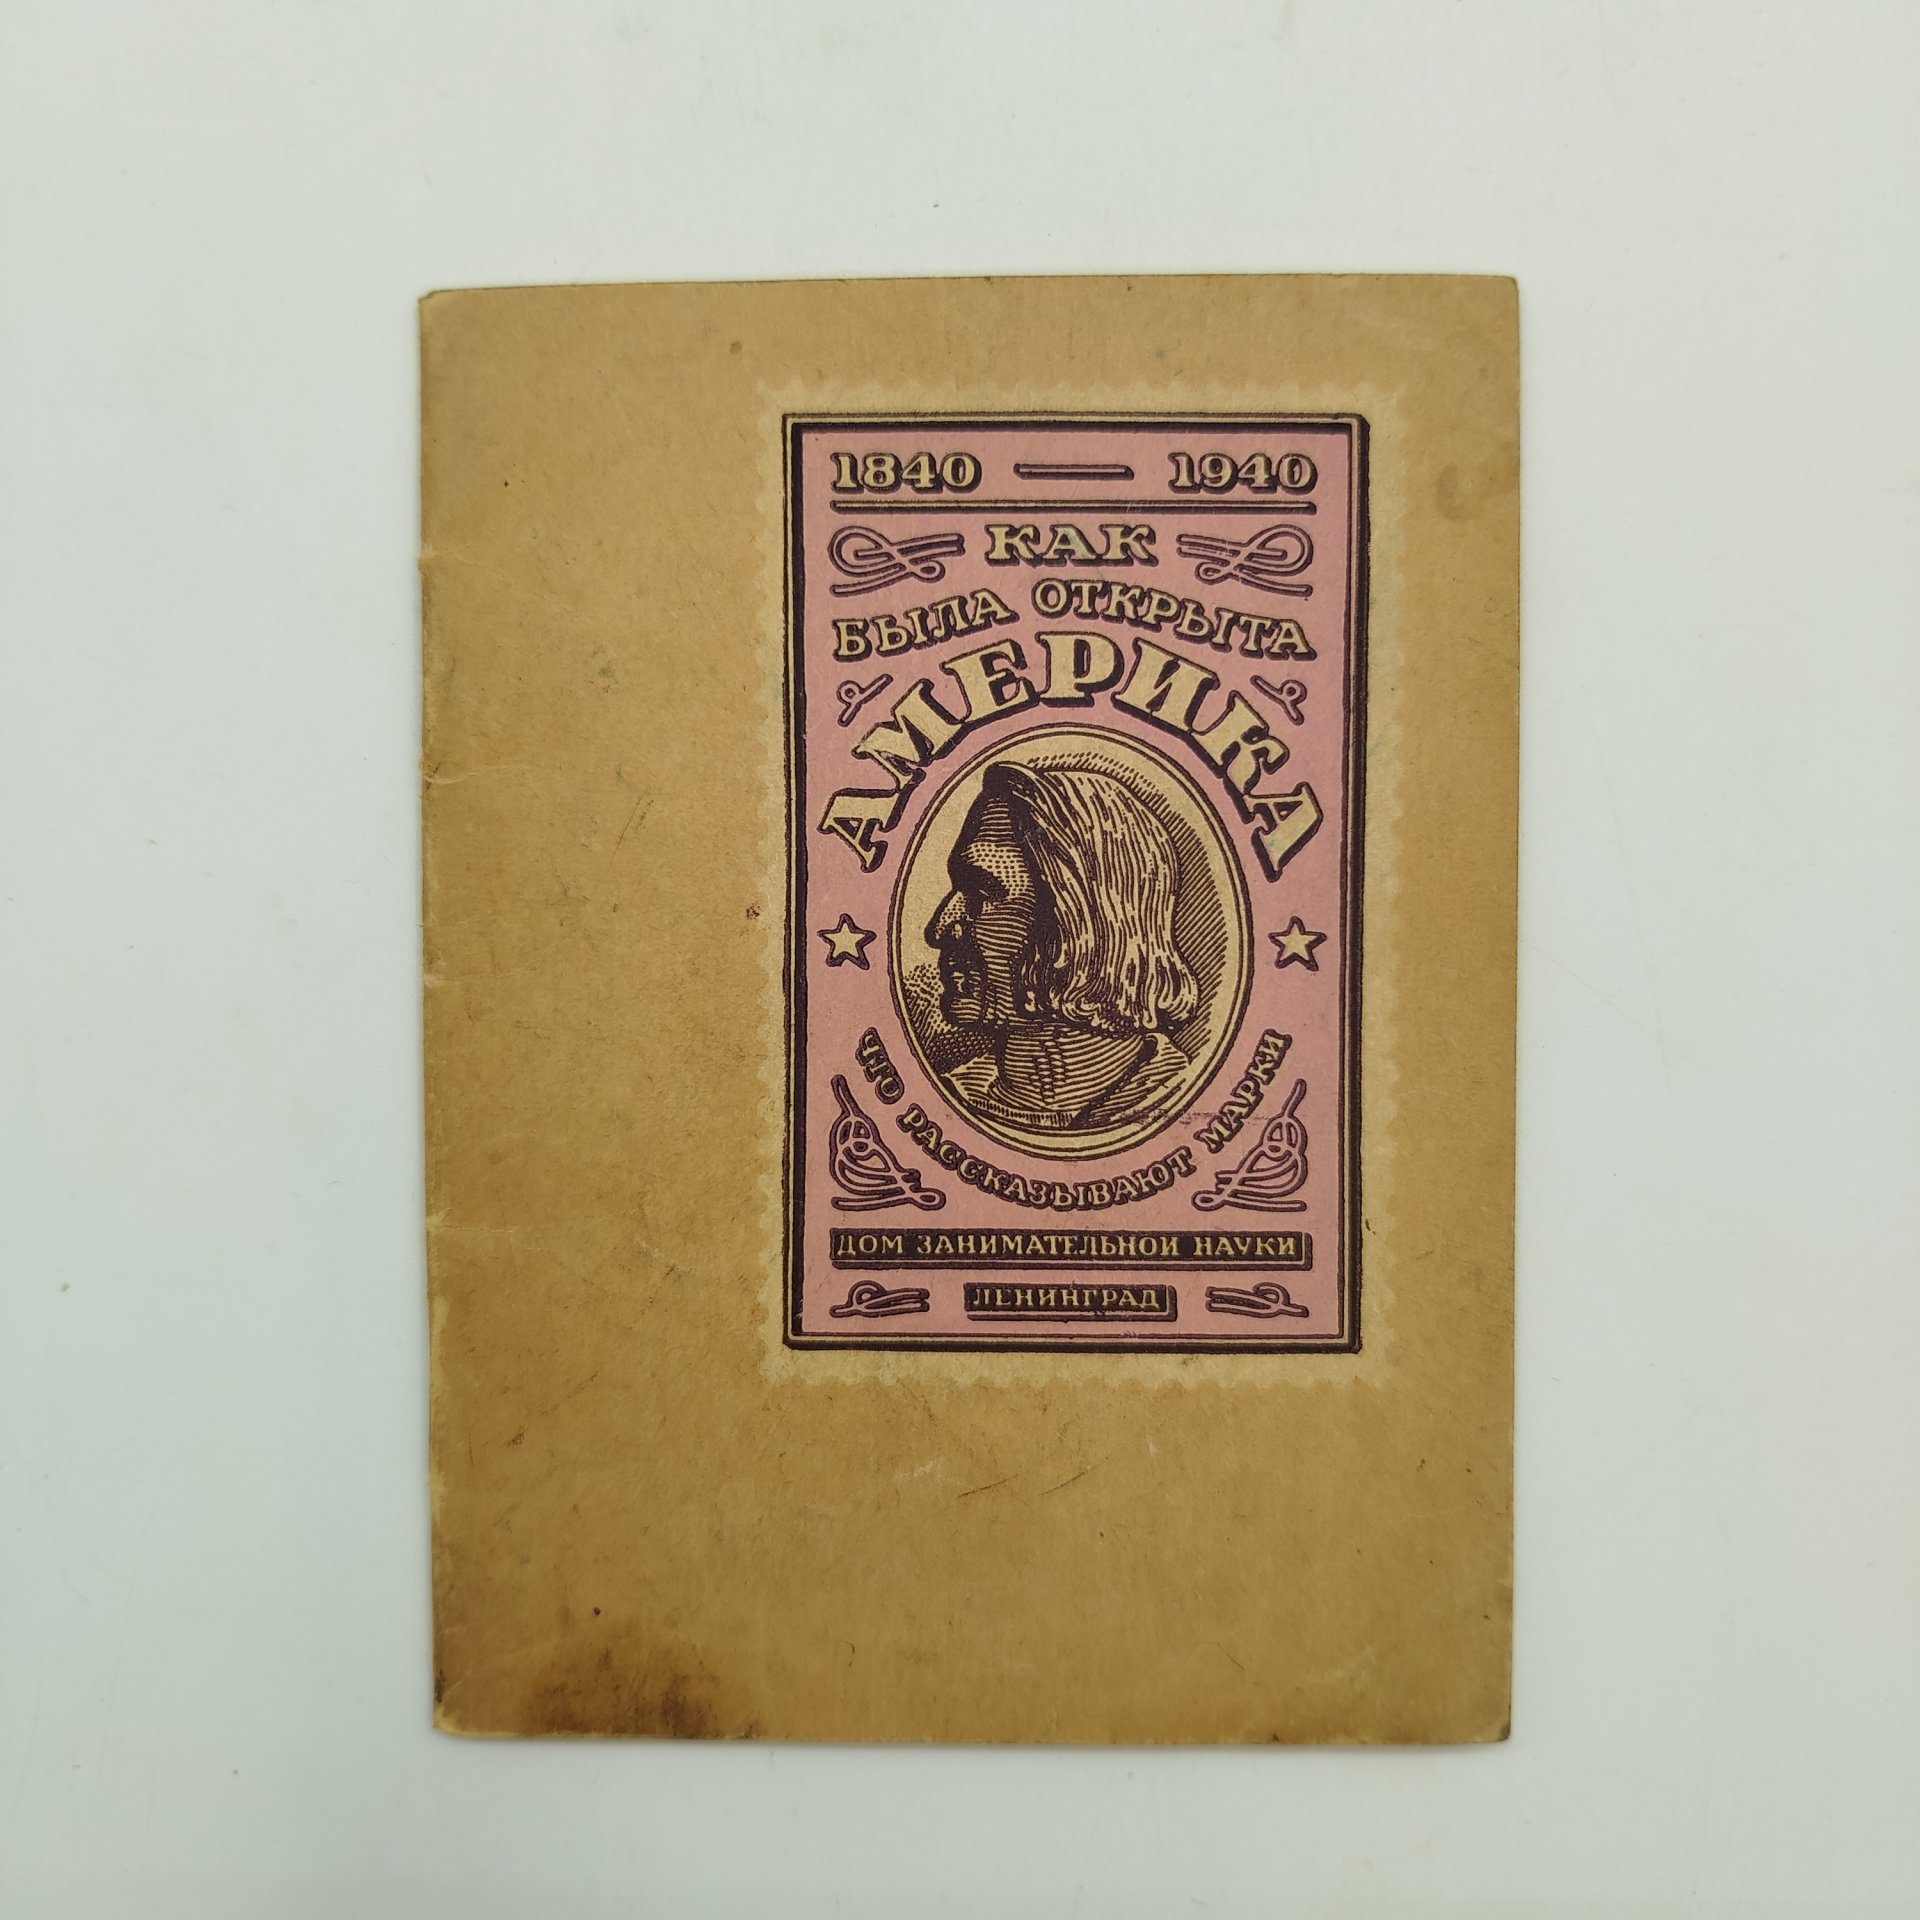 1840 — 1940
КАК
БЫЛА ОТКРЫТА
АМЕРИКА
ЧТО РАССКАЗЫВАЮТ МАРКИ
ДОМ ЗАНИМАТЕЛЬНОЙ НАУКИ
ЛЕНИНГРАД